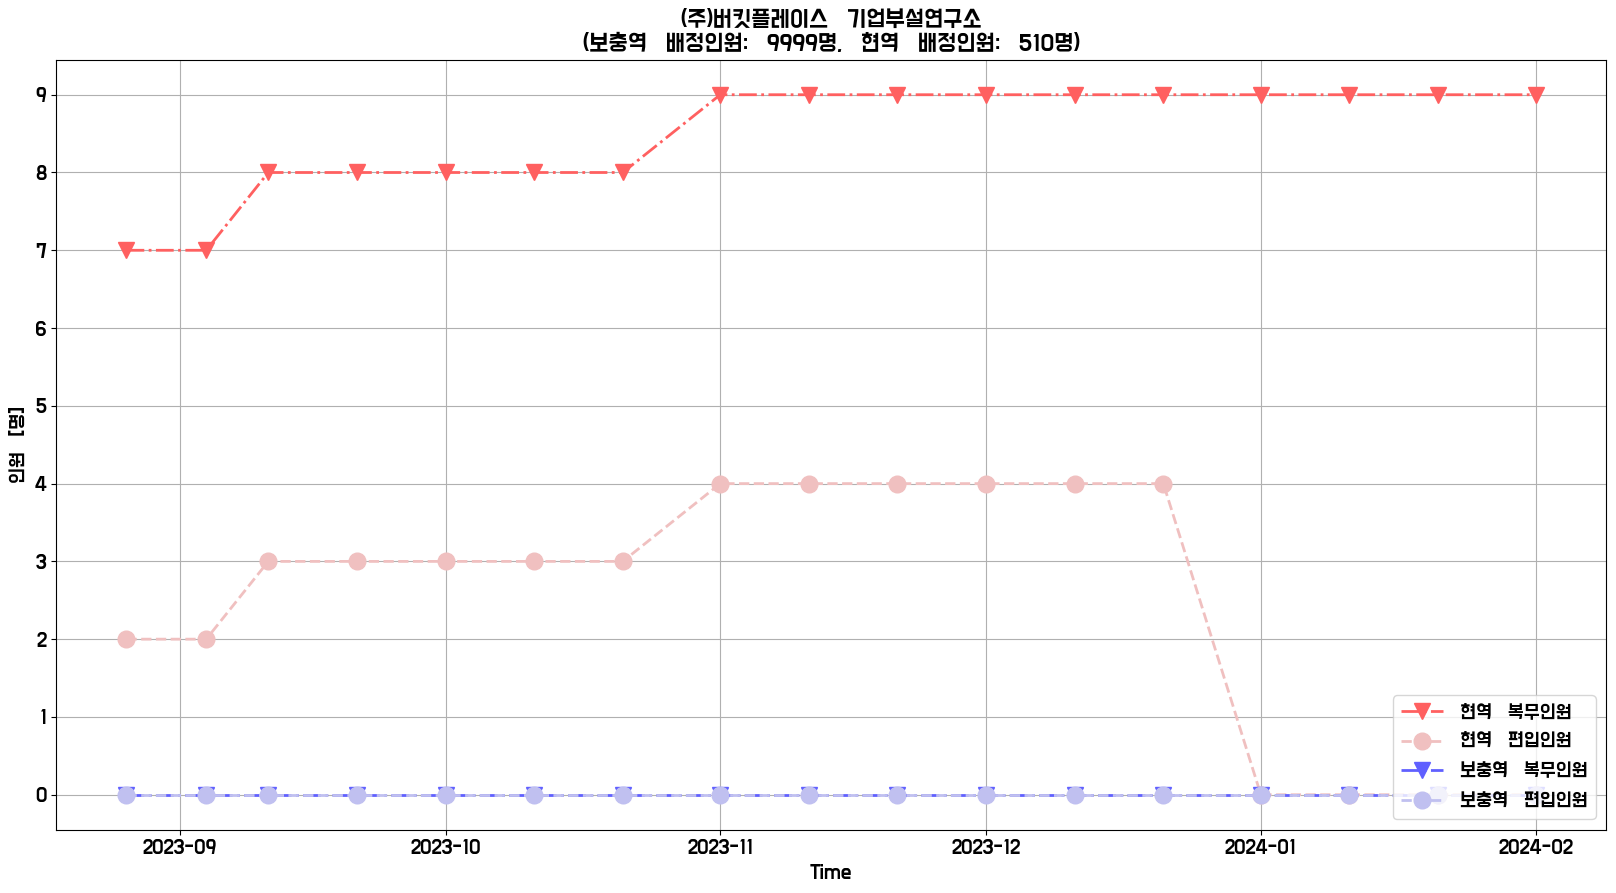 (주)버킷플레이스 기업부설연구소
(보충역 배정인원: 9999명, 현역 배정인원: 510명)
인원 [명]
9
8
7
6
5
4
3
2
1
0
현역 복무인원
현역 편입인원
보충역 복무인원
보충역 편입인원
2023-09
2023-10
2023-11
2023-12
2024-01
2024-02
Time